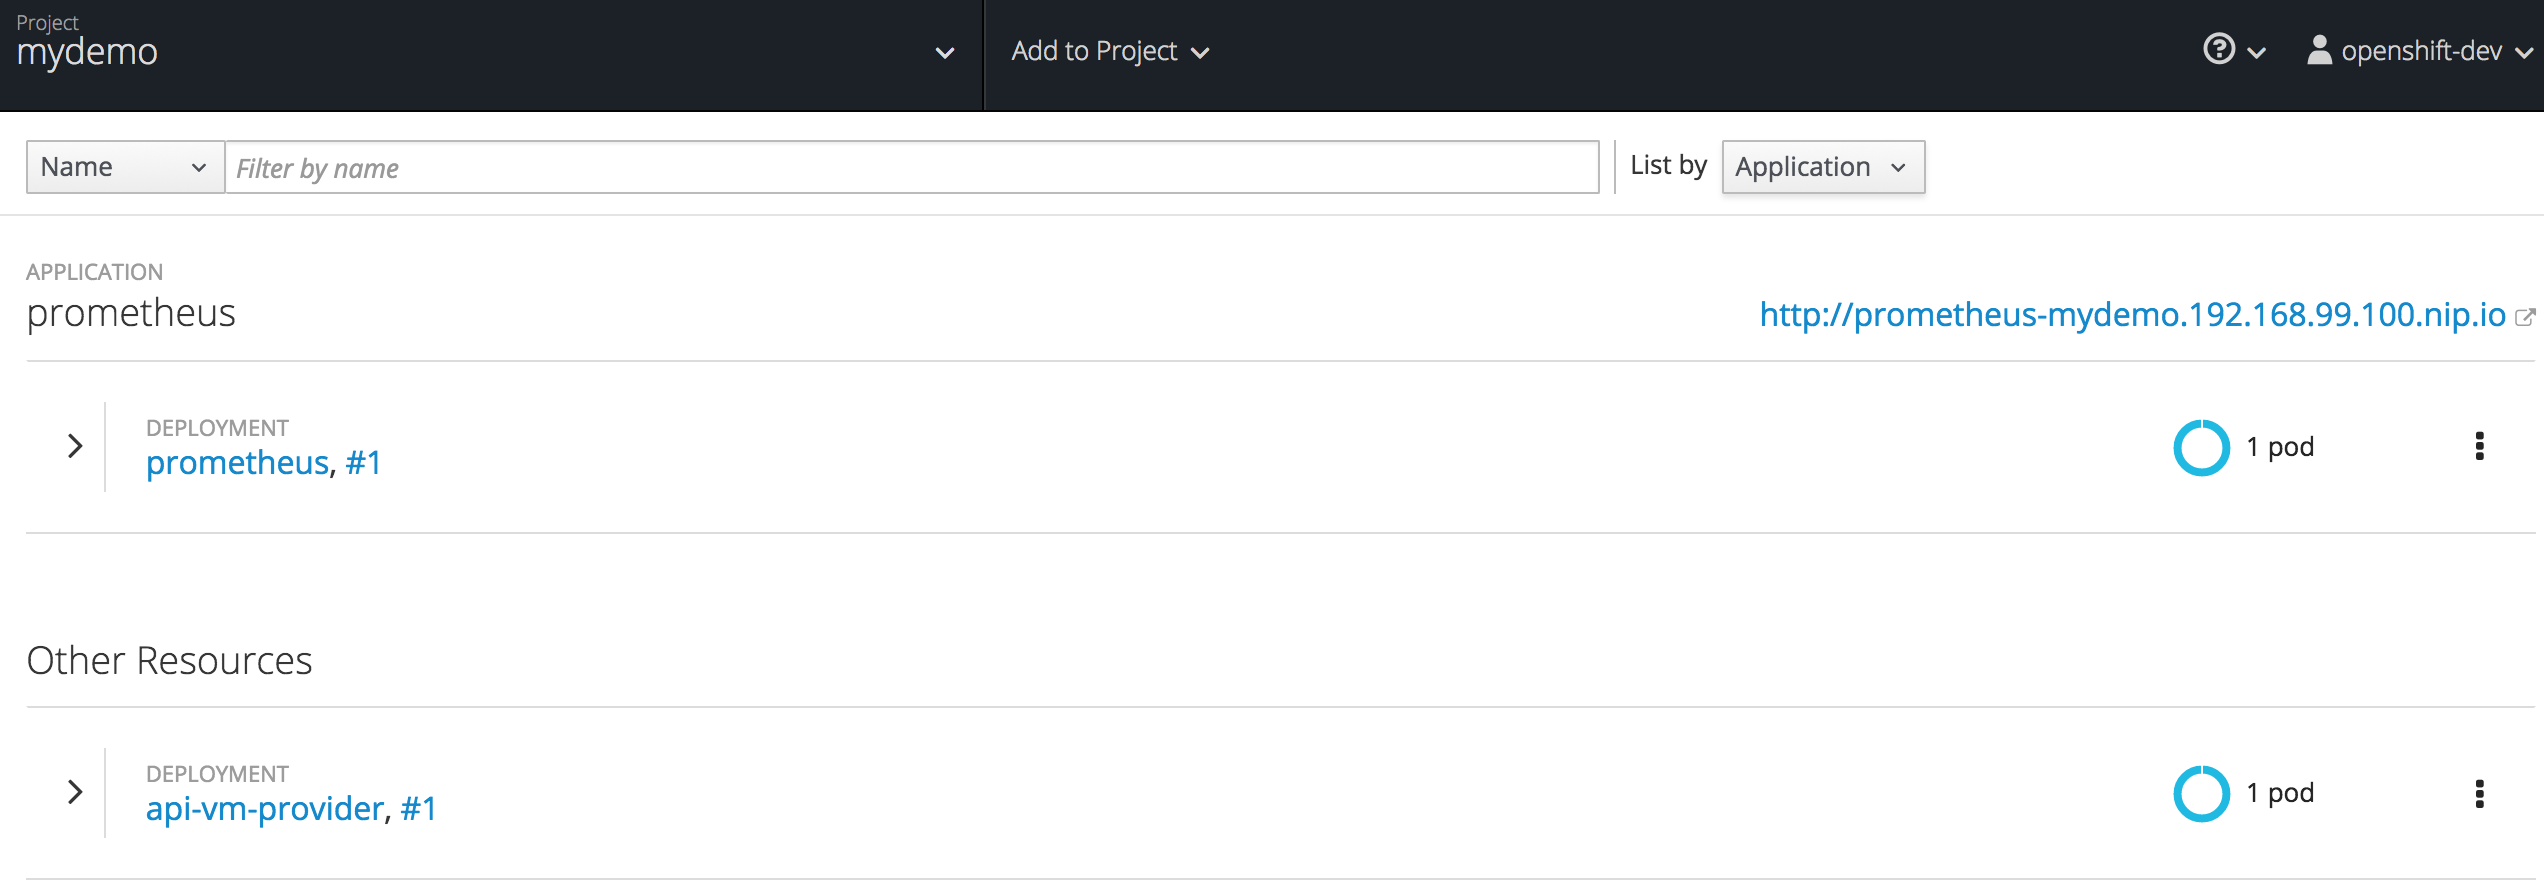 Project
mydemo
Add to Project
openshift-dev
Name
Filter by name
List by
Application
APPLICATION
prometheus
http://prometheus-mydemo.192.168.99.100.nip.io
DEPLOYMENT
prometheus, #1
1 pod
Other Resources
DEPLOYMENT
api-vm-provider, #1
1 pod